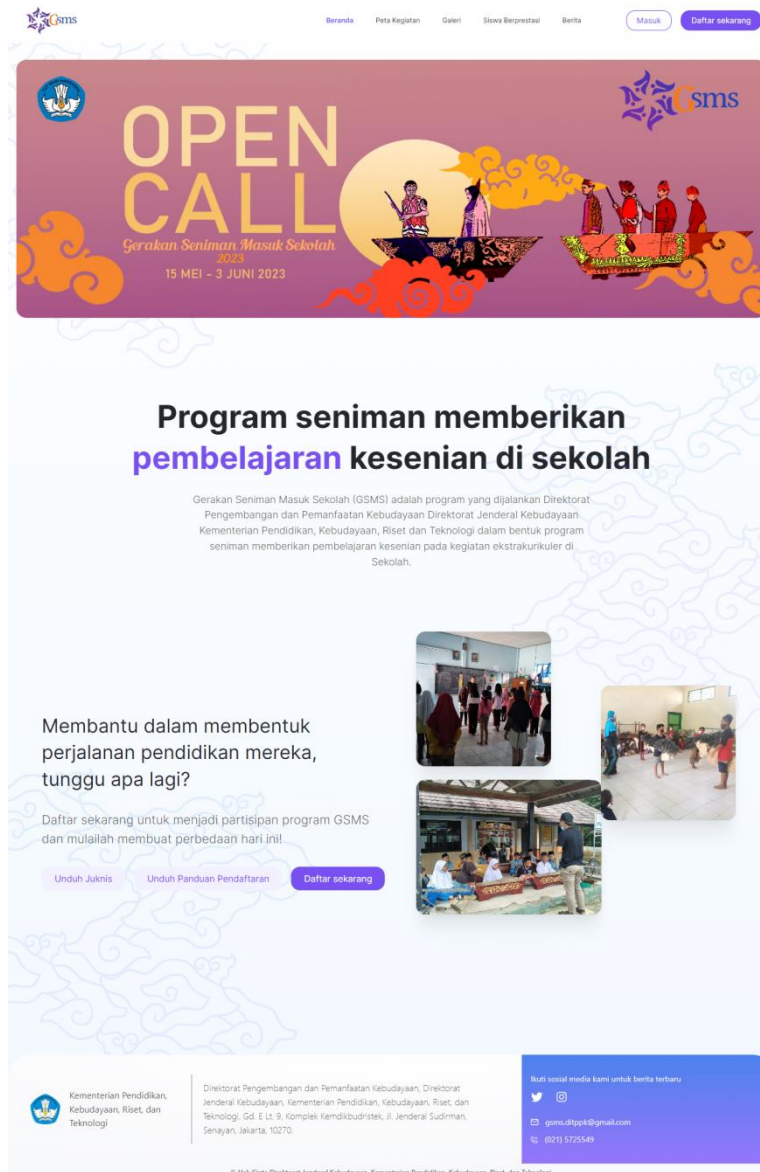 Gsms
Beranda
Peta Kegiatan
Galeri
Siswa Berprestasi
Berita
Masuk
Daftar sekarang
Gsms
OPEN
CALL
Gerakan Seniman Masuk Sekolah
2023
15 MEI – 3 JUNI 2023
Program seniman memberikan
pembelajaran kesenian di sekolah
Gerakan Seniman Masuk Sekolah (GSMS) adalah program yang dijalankan Direktorat
Pengembangan dan Pemanfaatan Kebudayaan Direktorat Jenderal Kebudayaan
Kementerian Pendidikan, Kebudayaan, Riset dan Teknologi dalam bentuk program
seniman memberikan pembelajaran kesenian pada kegiatan ekstrakurikuler di
Sekolah.
Membantu dalam membentuk
perjalanan pendidikan mereka,
tunggu apa lagi?
Daftar sekarang untuk menjadi partisipan program GSMS
dan mulailah membuat perbedaan hari ini!
Unduh Juknis
Unduh Panduan Pendaftaran
Daftar sekarang
Kementerian Pendidikan,
Kebudayaan, Riset, dan
Teknologi
Direktorat Pengembangan dan Pemanfaatan Kebudayaan, Direktorat
Jenderal Kebudayaan, Kementerian Pendidikan, Kebudayaan, Riset, dan
Teknologi. Gd. E Lt. 9, Komplek Kemdikbudristek, Jl. Jenderal Sudirman,
Senayan, Jakarta, 10270.
Ikuti sosial media kami untuk berita terbaru
gsms.ditppk@gmail.com
(021) 5725549